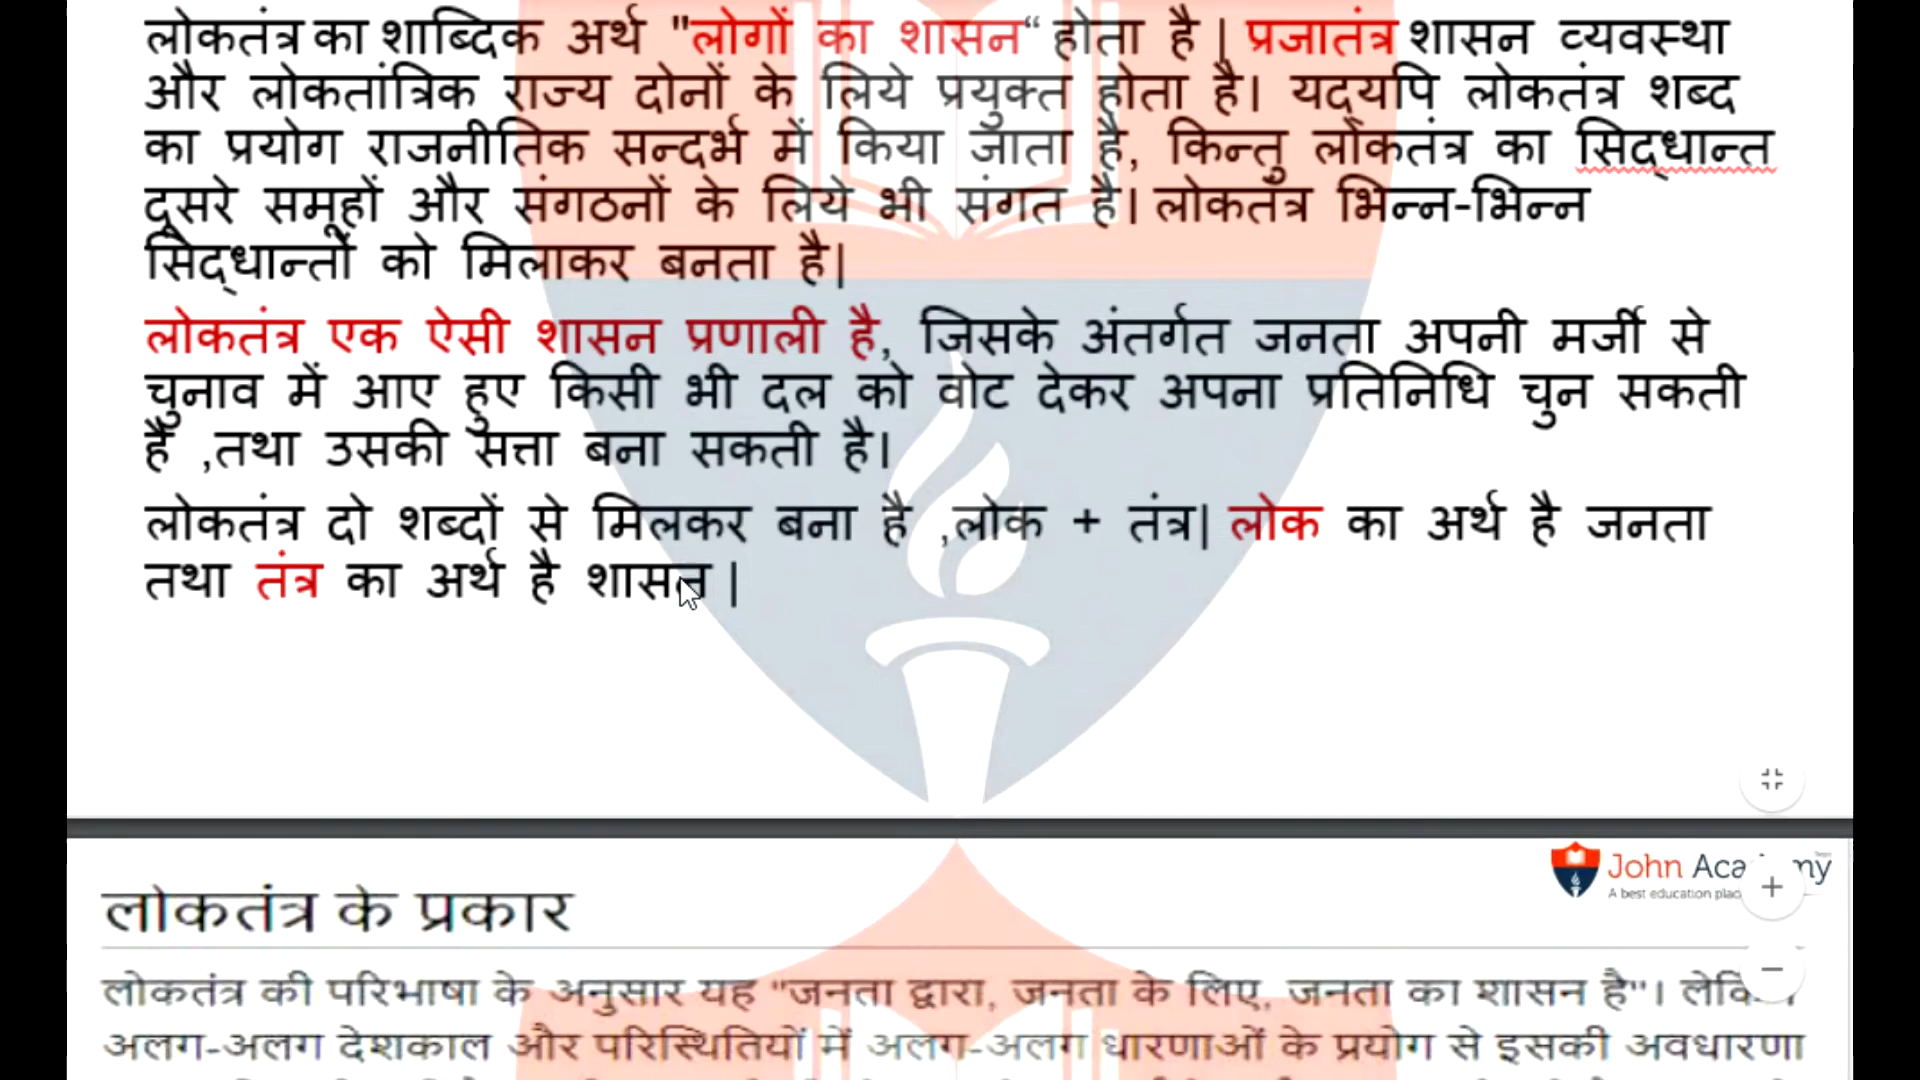 लोकतंत्र का शाब्दिक अर्थ "लोगों का शासन“ होता है | प्रजातंत्र शासन व्यवस्था
और लोकतांत्रिक राज्य दोनों के लिये प्रयुक्त होता है। यद्यपि लोकतंत्र शब्द
का प्रयोग राजनीतिक सन्दर्भ में किया जाता है, किन्तु लोकतंत्र का सिद्धान्त
दूसरे समूहों और संगठनों के लिये भी संगत है। लोकतंत्र भिन्न-भिन्न
सिद्धान्तों को मिलाकर बनता है|
लोकतंत्र एक ऐसी शासन प्रणाली है, जिसके अंतर्गत जनता अपनी मर्जी से
चुनाव में आए हुए किसी भी दल को वोट देकर अपना प्रतिनिधि चुन सकती
है ,तथा उसकी सत्ता बना सकती है।
लोकतंत्र दो शब्दों से मिलकर बना है ,लोक + तंत्र| लोक का अर्थ है जनता
तथा तंत्र का अर्थ है शासन |
John
A best education
लोकतंत्र के प्रकार
लोकतंत्र की परिभाषा के अनुसार यह "जनता द्वारा, जनता के लिए, जनता का शासन है"।
अलग-अलग देशकाल और परिस्थितियों में अलग-अलग धारणाओं के प्रयोग से इसकी अवधारणा